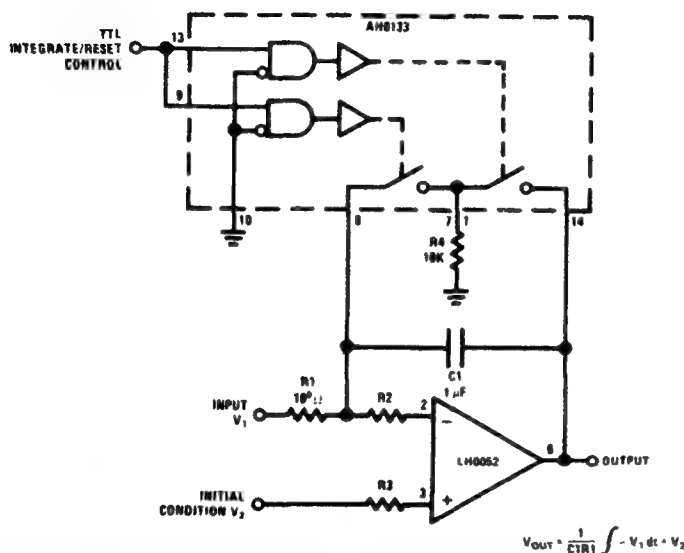 TTL
INTEGRATE/RESET
CONTROL
13
9
10
8
7
1
14
R4
10K
C1
1 μF
R1
R2
INPUT
V₁
2
−
LH0052
6
OUTPUT
INITIAL
CONDITION V₂
R3
3
+